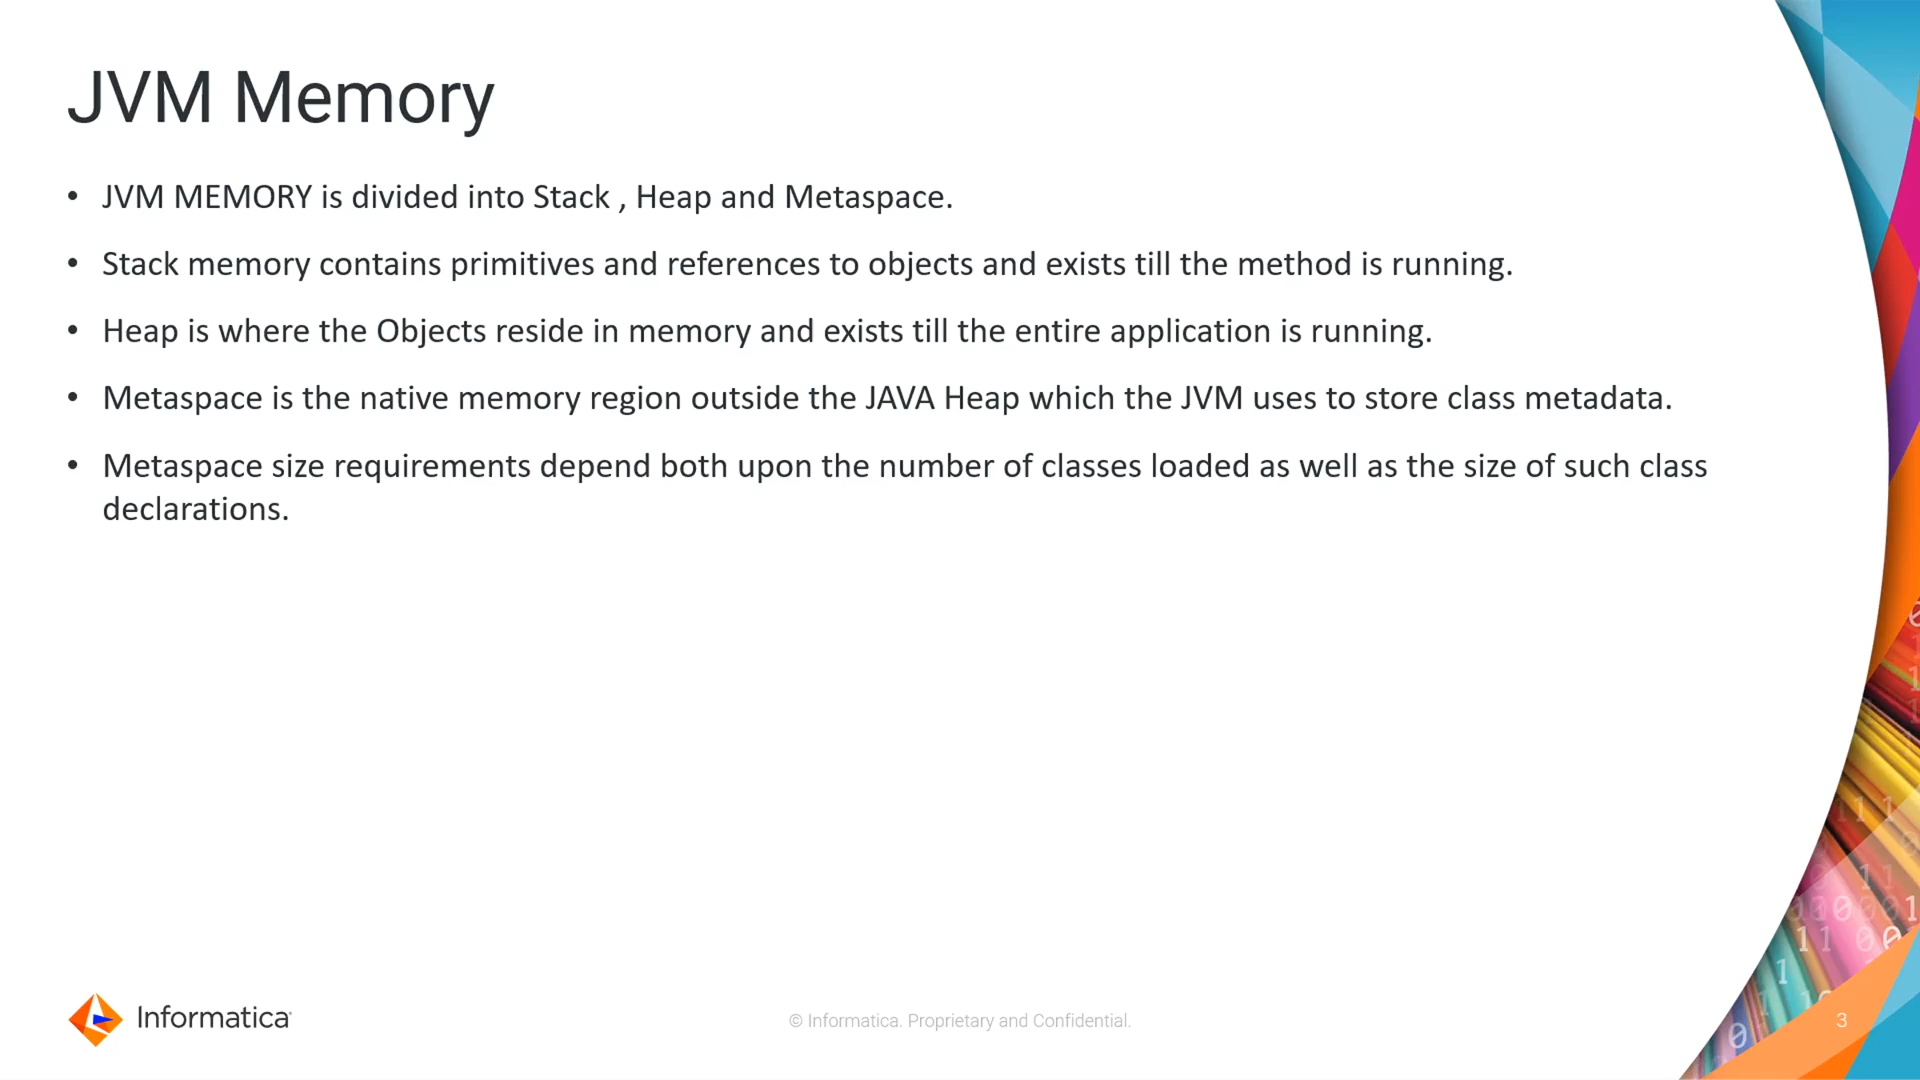 JVM Memory
• JVM MEMORY is divided into Stack , Heap and Metaspace.
• Stack memory contains primitives and references to objects and exists till the method is running.
• Heap is where the Objects reside in memory and exists till the entire application is running.
• Metaspace is the native memory region outside the JAVA Heap which the JVM uses to store class metadata.
• Metaspace size requirements depend both upon the number of classes loaded as well as the size of such class
declarations.
Informatica
© Informatica. Proprietary and Confidential.
3